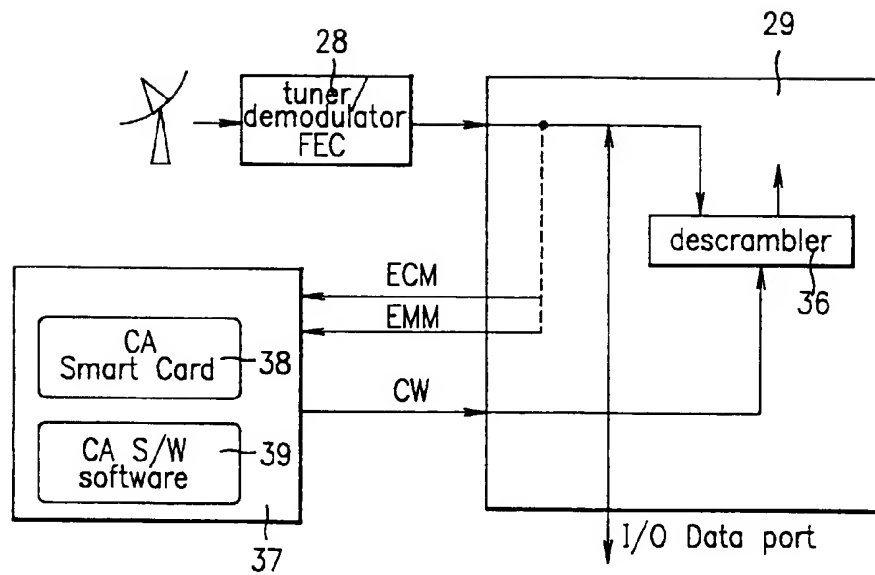 28
29
tuner
demodulator
FEC
descrambler
36
ECM
EMM
CA
Smart Card
38
CW
CA S/W
software
39
37
I/O Data port